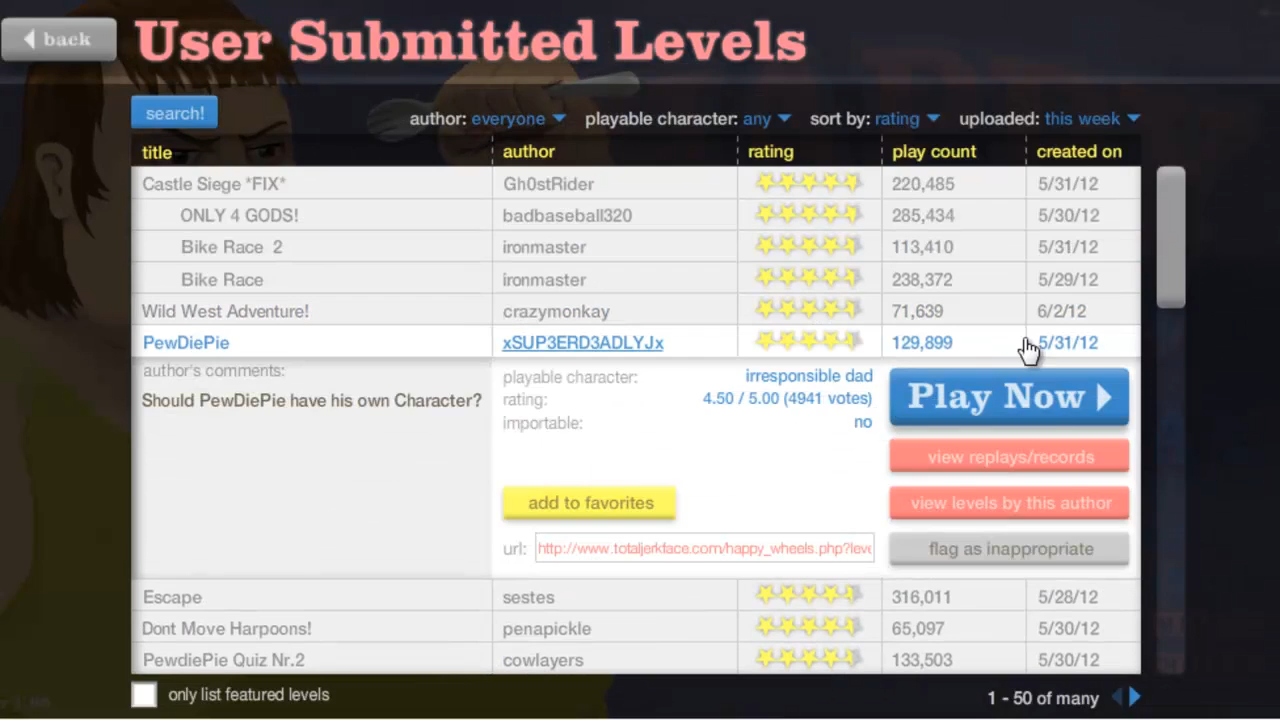 back
User Submitted Levels
search!
author: everyone playable character: any sort by: rating uploaded: this week
title author rating play count created on
Castle Siege *FIX* Gh0stRider 220,485 5/31/12
ONLY 4 GODS! badbaseball320 285,434 5/30/12
Bike Race 2 ironmaster 113,410 5/31/12
Bike Race ironmaster 238,372 5/29/12
Wild West Adventure! crazymonkay 71,639 6/2/12
PewDiePie xSUP3ERD3ADLYJx 129,899 5/31/12
author's comments:
Should PewDiePie have his own Character?
playable character: irresponsible dad
rating: 4.50 / 5.00 (4941 votes)
importable: no
Play Now
view replays/records
add to favorites
view levels by this author
url: http://www.totaljerkface.com/happy_wheels.php?leve
flag as inappropriate
Escape sestes 316,011 5/28/12
Dont Move Harpoons! penapickle 65,097 5/30/12
PewdiePie Quiz Nr.2 cowlayers 133,503 5/30/12
only list featured levels
1 - 50 of many